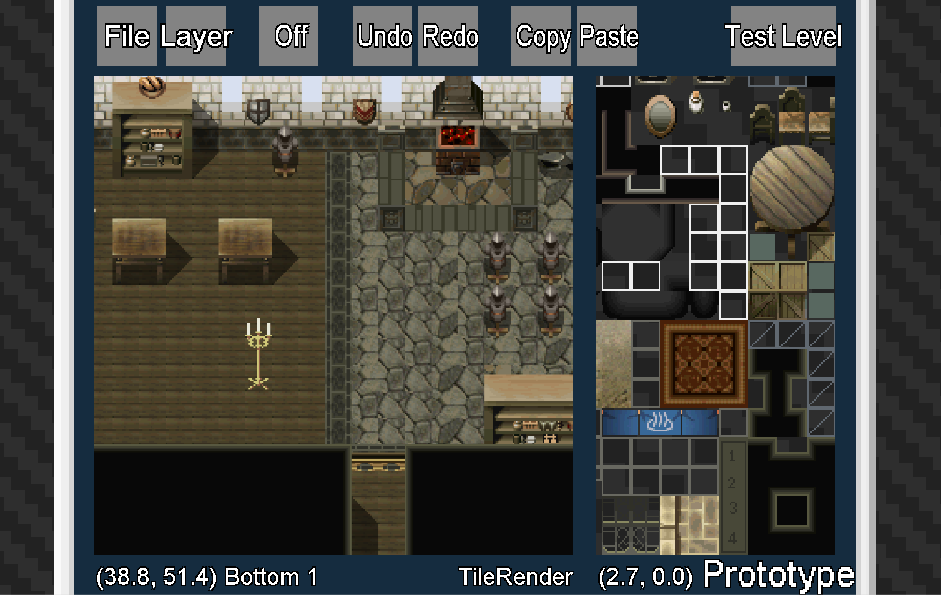 File Layer Off Undo Redo Copy Paste Test Level
1
2
3
4
(38.8, 51.4) Bottom 1 TileRender (2.7, 0.0) Prototype